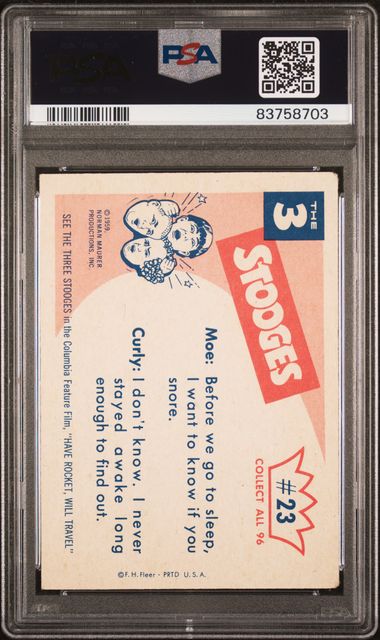 PSA
PSA
83758703
THE
3
STOOGES
#23
COLLECT ALL 96
Moe: Before we go to sleep,
I want to know if you
snore.
Curly: I don't know. I never
stayed awake long
enough to find out.
© 1959
NORMAN MAURER
PRODUCTIONS, INC.
SEE THE THREE STOOGES in the Columbia Feature Film, "HAVE ROCKET, WILL TRAVEL"
© F. H. Fleer - PRTD U. S. A.